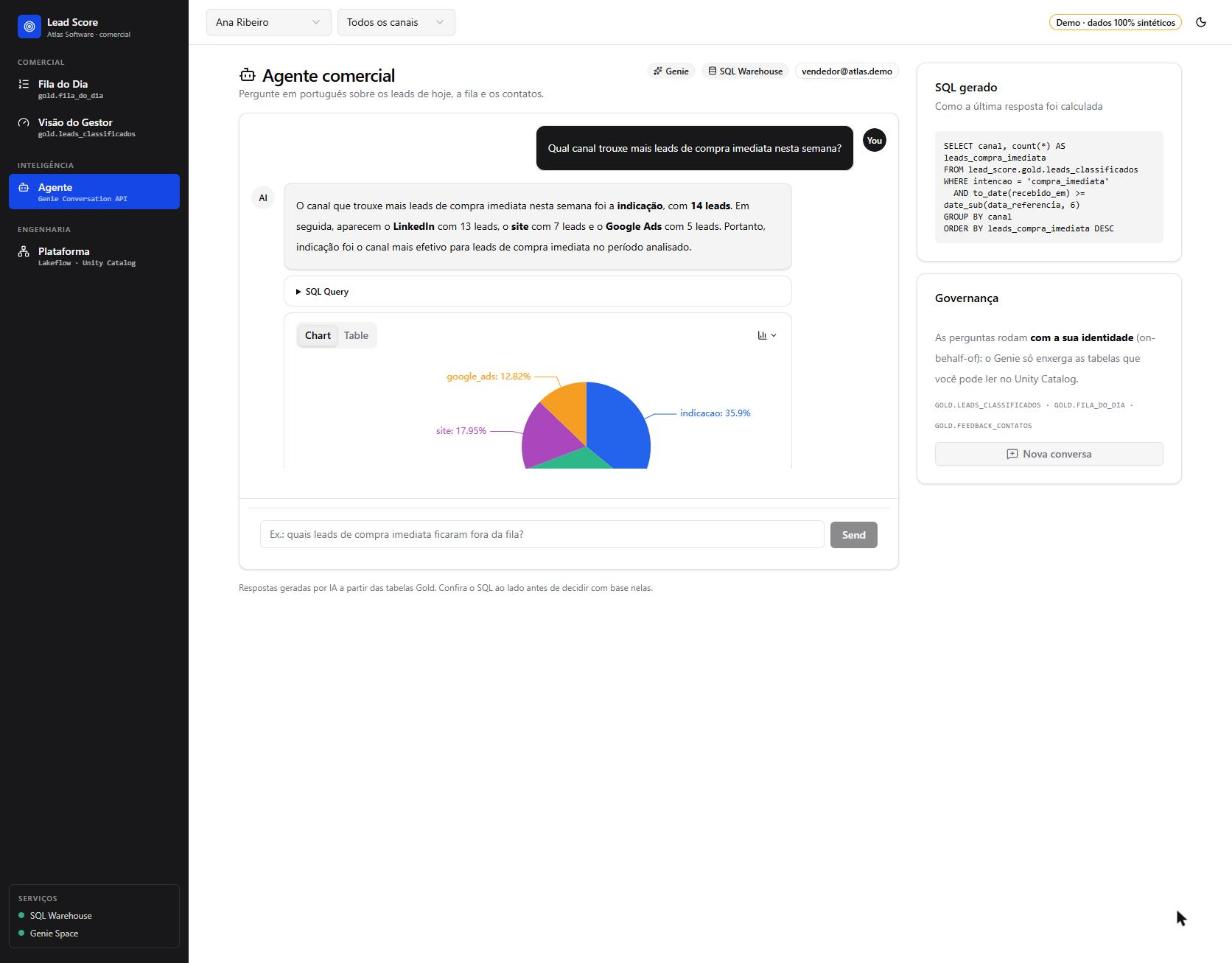 Lead Score
Atlas Software · comercial
COMERCIAL
Fila do Dia
gold.fila_do_dia
Visão do Gestor
gold.leads_classificados
INTELIGÊNCIA
Agente
Genie Conversation API
ENGENHARIA
Plataforma
Lakeflow · Unity Catalog
SERVIÇOS
SQL Warehouse
Genie Space
Ana Ribeiro
Todos os canais
Demo · dados 100% sintéticos
Agente comercial
Pergunte em português sobre os leads de hoje, a fila e os contatos.
Genie
SQL Warehouse
vendedor@atlas.demo
Qual canal trouxe mais leads de compra imediata nesta semana?
You
AI
O canal que trouxe mais leads de compra imediata nesta semana foi a indicação, com 14 leads. Em
seguida, aparecem o LinkedIn com 13 leads, o site com 7 leads e o Google Ads com 5 leads. Portanto,
indicação foi o canal mais efetivo para leads de compra imediata no período analisado.
SQL Query
Chart
Table
google_ads: 12.82%
indicacao: 35.9%
site: 17.95%
Ex.: quais leads de compra imediata ficaram fora da fila?
Send
Respostas geradas por IA a partir das tabelas Gold. Confira o SQL ao lado antes de decidir com base nelas.
SQL gerado
Como a última resposta foi calculada
SELECT canal, count(*) AS
leads_compra_imediata
FROM lead_score.gold.leads_classificados
WHERE intencao = 'compra_imediata'
AND to_date(recebido_em) >=
date_sub(data_referencia, 6)
GROUP BY canal
ORDER BY leads_compra_imediata DESC
Governança
As perguntas rodam com a sua identidade (on-
behalf-of): o Genie só enxerga as tabelas que
você pode ler no Unity Catalog.
GOLD.LEADS_CLASSIFICADOS · GOLD.FILA_DO_DIA ·
GOLD.FEEDBACK_CONTATOS
Nova conversa